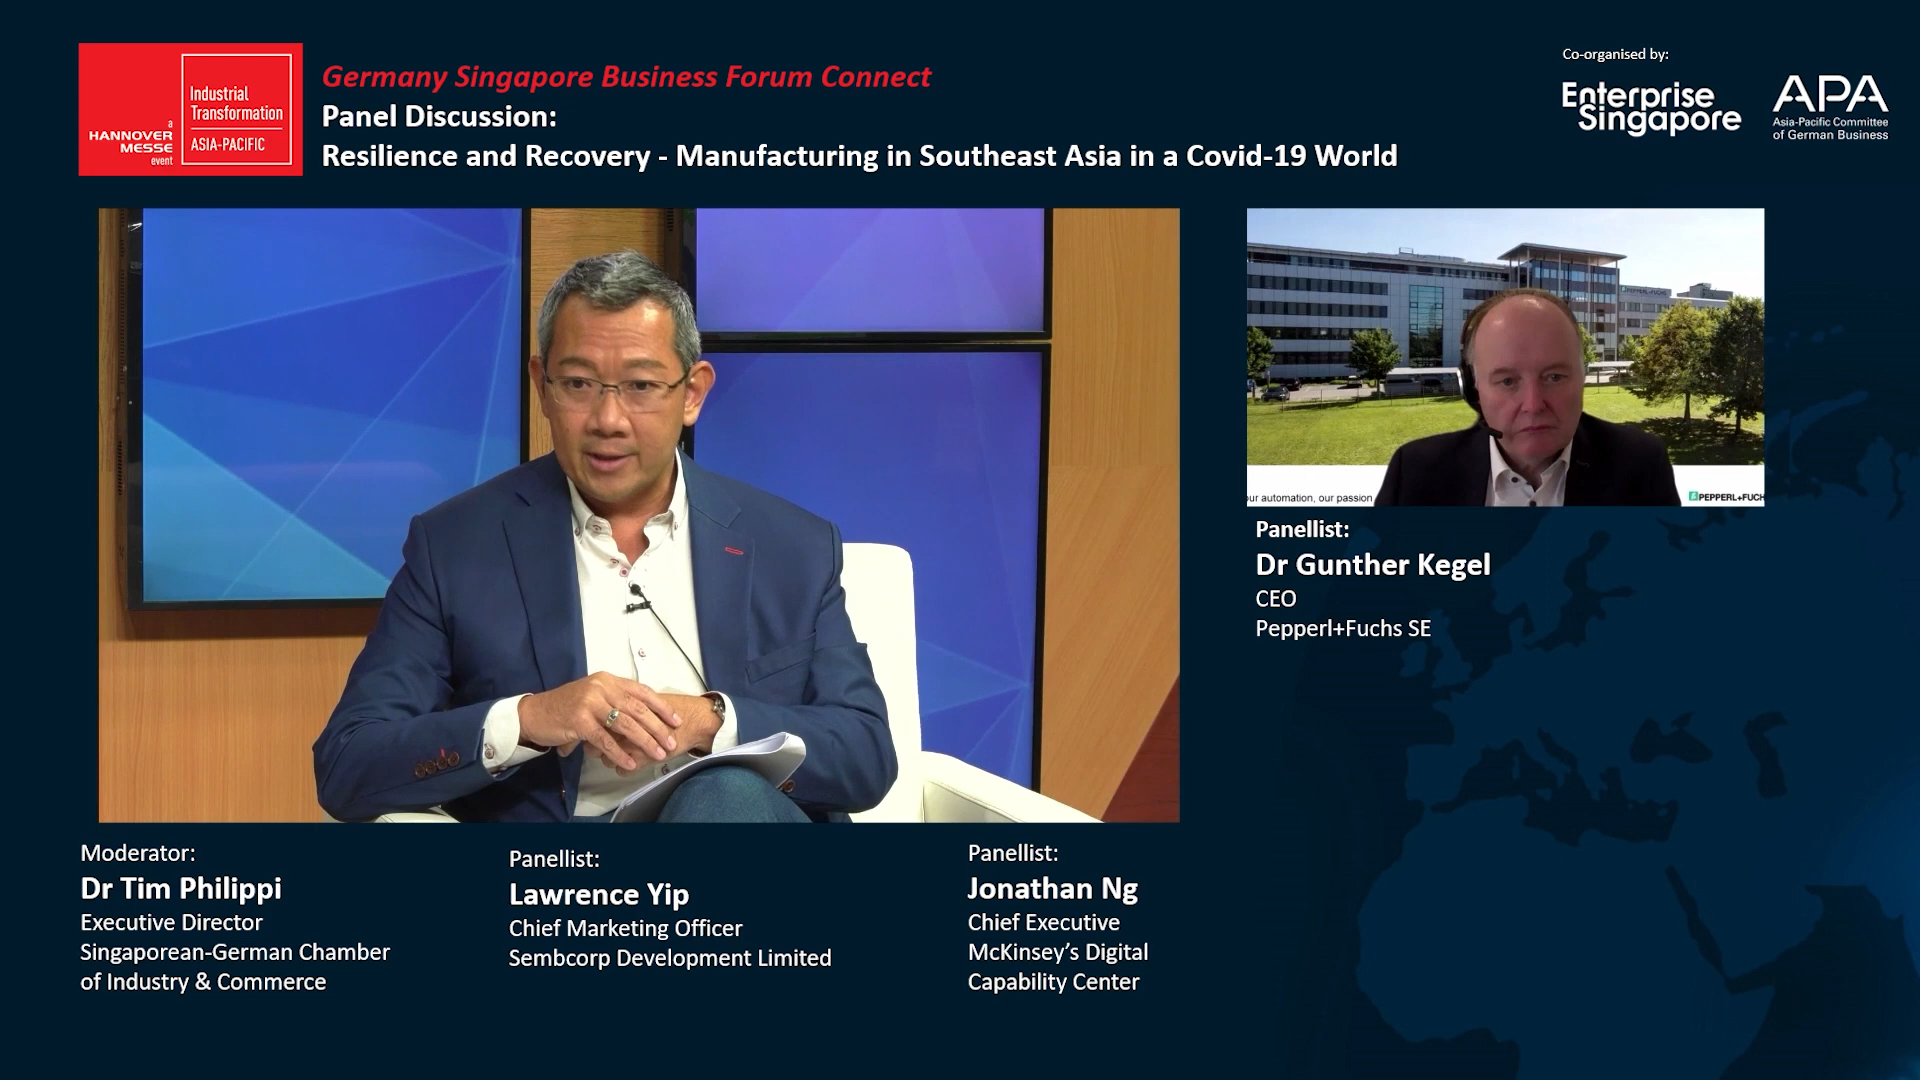 a
HANNOVER
MESSE
event
Industrial
Transformation
ASIA-PACIFIC
Germany Singapore Business Forum Connect
Panel Discussion:
Resilience and Recovery - Manufacturing in Southeast Asia in a Covid-19 World
Co-organised by:
Enterprise
Singapore
APA
Asia-Pacific Committee
of German Business
PEPPERL+FUCHS
ur automation, our passion
PEPPERL+FUCH
Panellist:
Dr Gunther Kegel
CEO
Pepperl+Fuchs SE
Moderator:
Dr Tim Philippi
Executive Director
Singaporean-German Chamber
of Industry & Commerce
Panellist:
Lawrence Yip
Chief Marketing Officer
Sembcorp Development Limited
Panellist:
Jonathan Ng
Chief Executive
McKinsey’s Digital
Capability Center